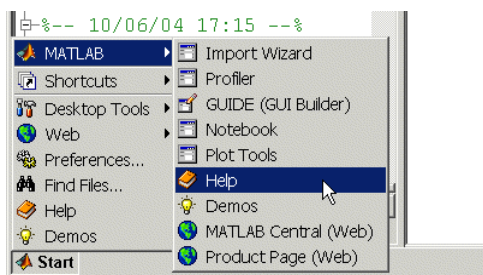 %-- 10/06/04 17:15 --%
MATLAB
Shortcuts
Desktop Tools
Web
Preferences...
Find Files...
Help
Demos
Start
Import Wizard
Profiler
GUIDE (GUI Builder)
Notebook
Plot Tools
Help
Demos
MATLAB Central (Web)
Product Page (Web)